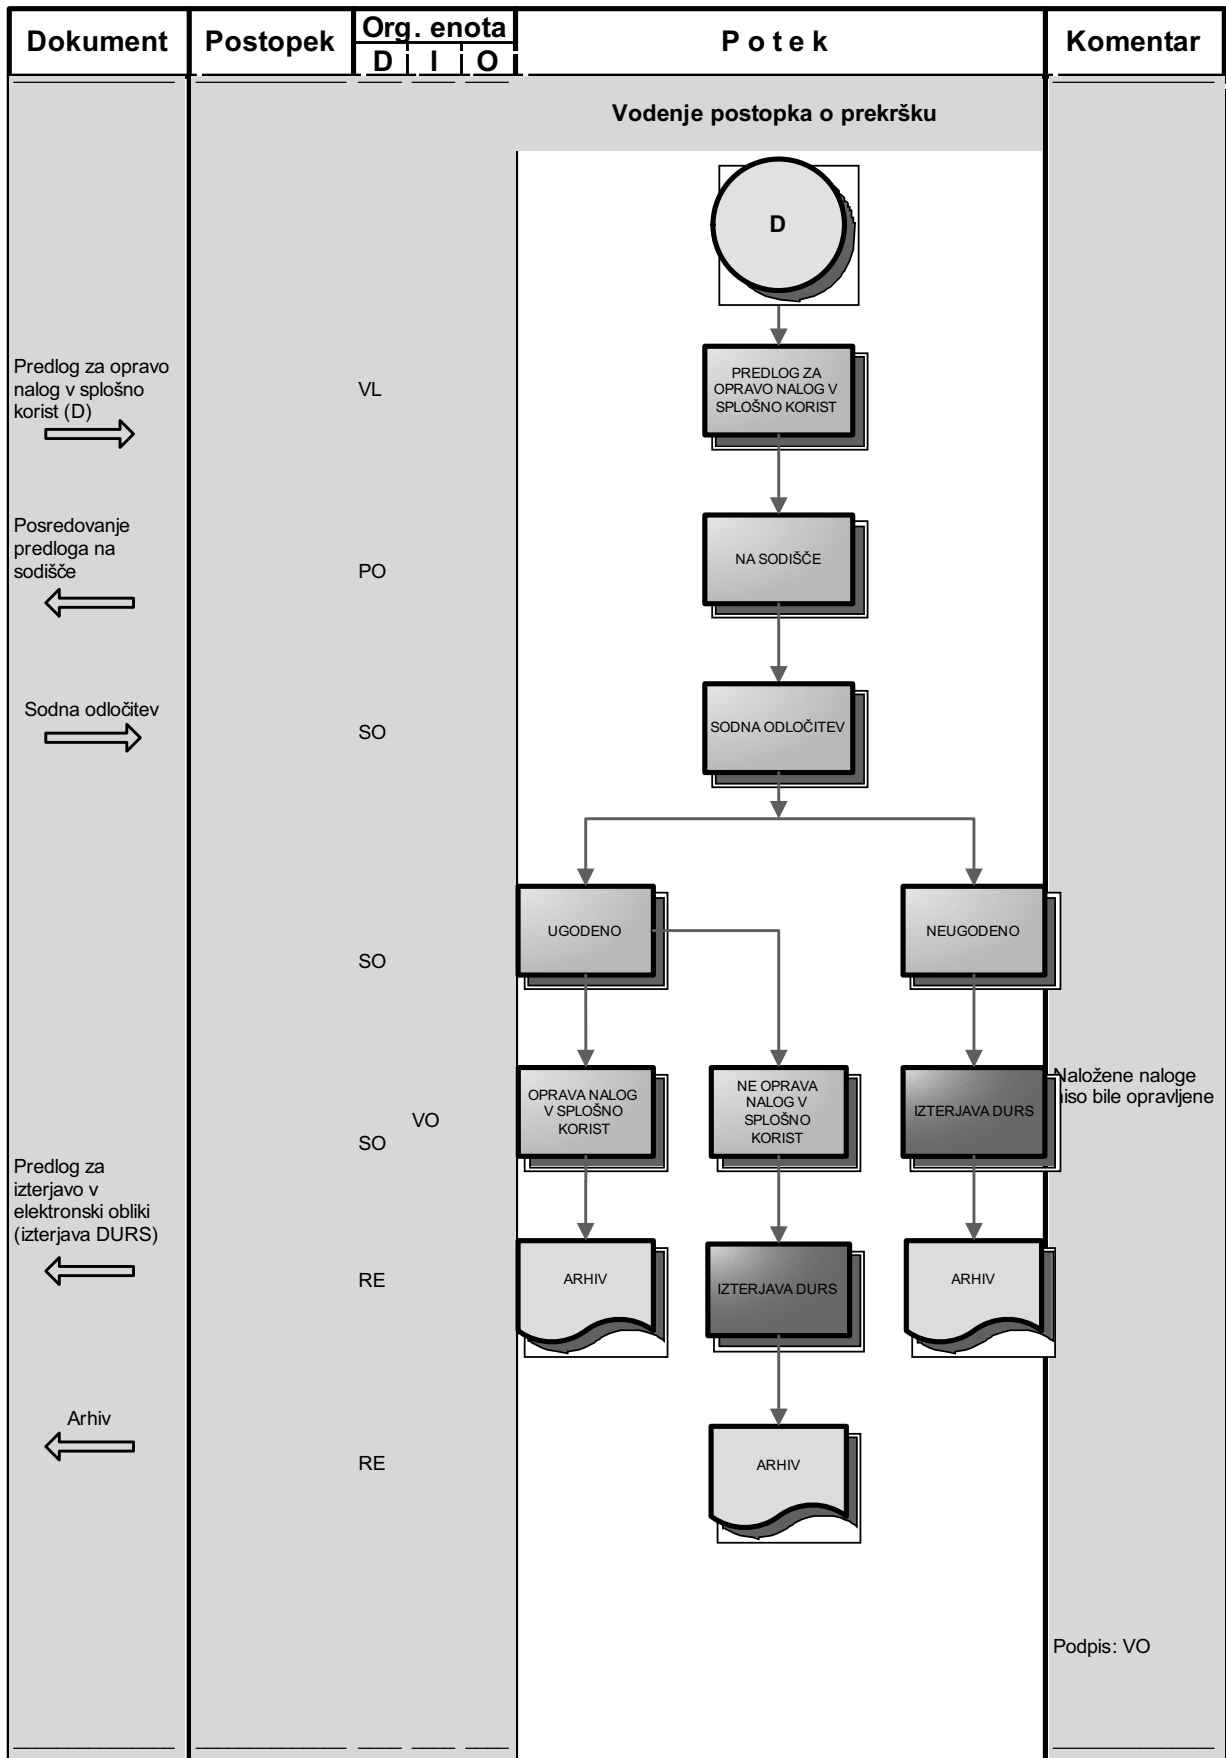 Dokument
Postopek
Org. enota
D I O
Potek
Komentar
Vodenje postopka o prekršku
D
Predlog za opravo
nalog v splošno
korist (D)
VL
PREDLOG ZA
OPRAVO NALOG V
SPLOŠNO KORIST
Posredovanje
predloga na
sodišče
PO
NA SODIŠČE
Sodna odločitev
SO
SODNA ODLOČITEV
SO
UGODENO
NEUGODENO
SO
VO
OPRAVA NALOG
V SPLOŠNO
KORIST
NE OPRAVA
NALOG V
SPLOŠNO
KORIST
IZTERJAVA DURS
Naložene naloge
niso bile opravljene
Predlog za
izterjavo v
elektronski obliki
(izterjava DURS)
RE
ARHIV
IZTERJAVA DURS
ARHIV
Arhiv
RE
ARHIV
Podpis: VO